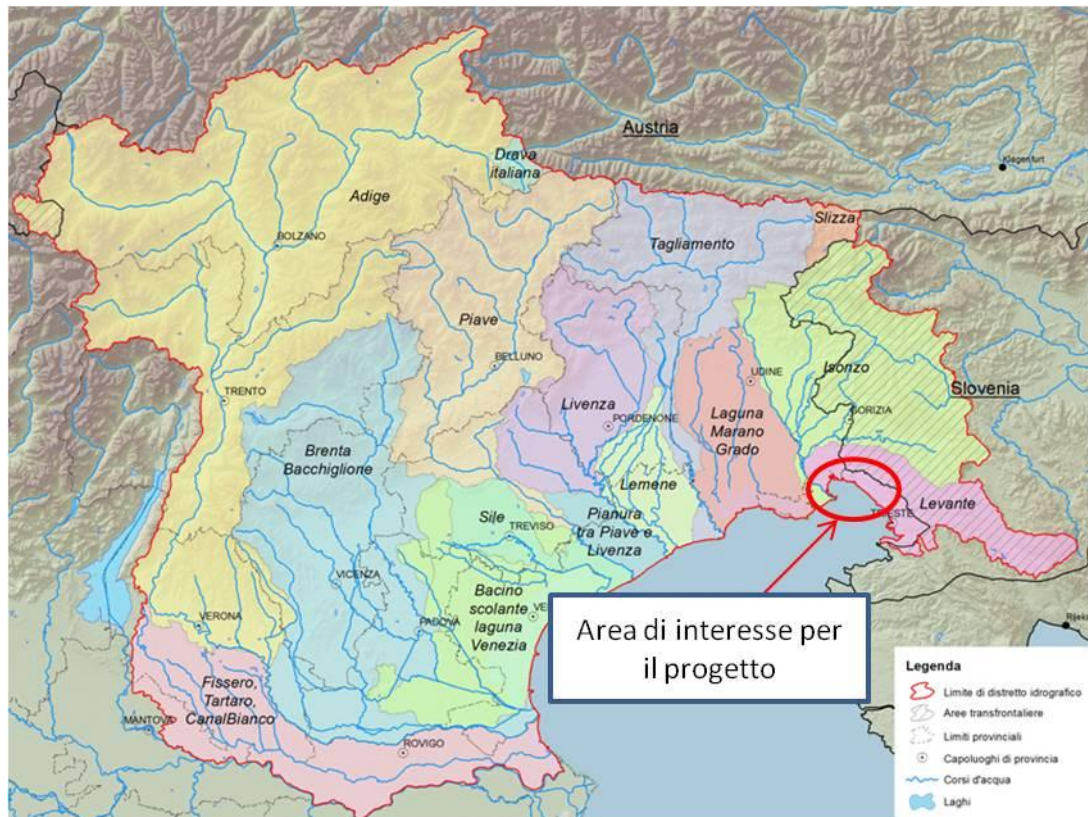 Austria
Klagenfurt
Drava
italiana
Adige
Slizza
BOLZANO
Tagliamento
Piave
Isonzo
BELLUNO
UDINE
Slovenia
TRENTO
Livenza
PORDENONE
GORIZIA
Laguna
Marano
Grado
Brenta
Bacchiglione
Lemene
Levante
Sile
TREVISO
Pianura
tra Piave e
Livenza
TRIESTE
VICENZA
Bacino
scolante
laguna
Venezia
VE
PADOVA
VERONA
Area di interesse per
il progetto
Rijeka
Fissero,
Tartaro,
CanalBianco
MANTOVA
ROVIGO
Legenda
Limite di distretto idrografico
Aree transfrontaliere
Limiti provinciali
Capoluoghi di provincia
Corsi d'acqua
Laghi